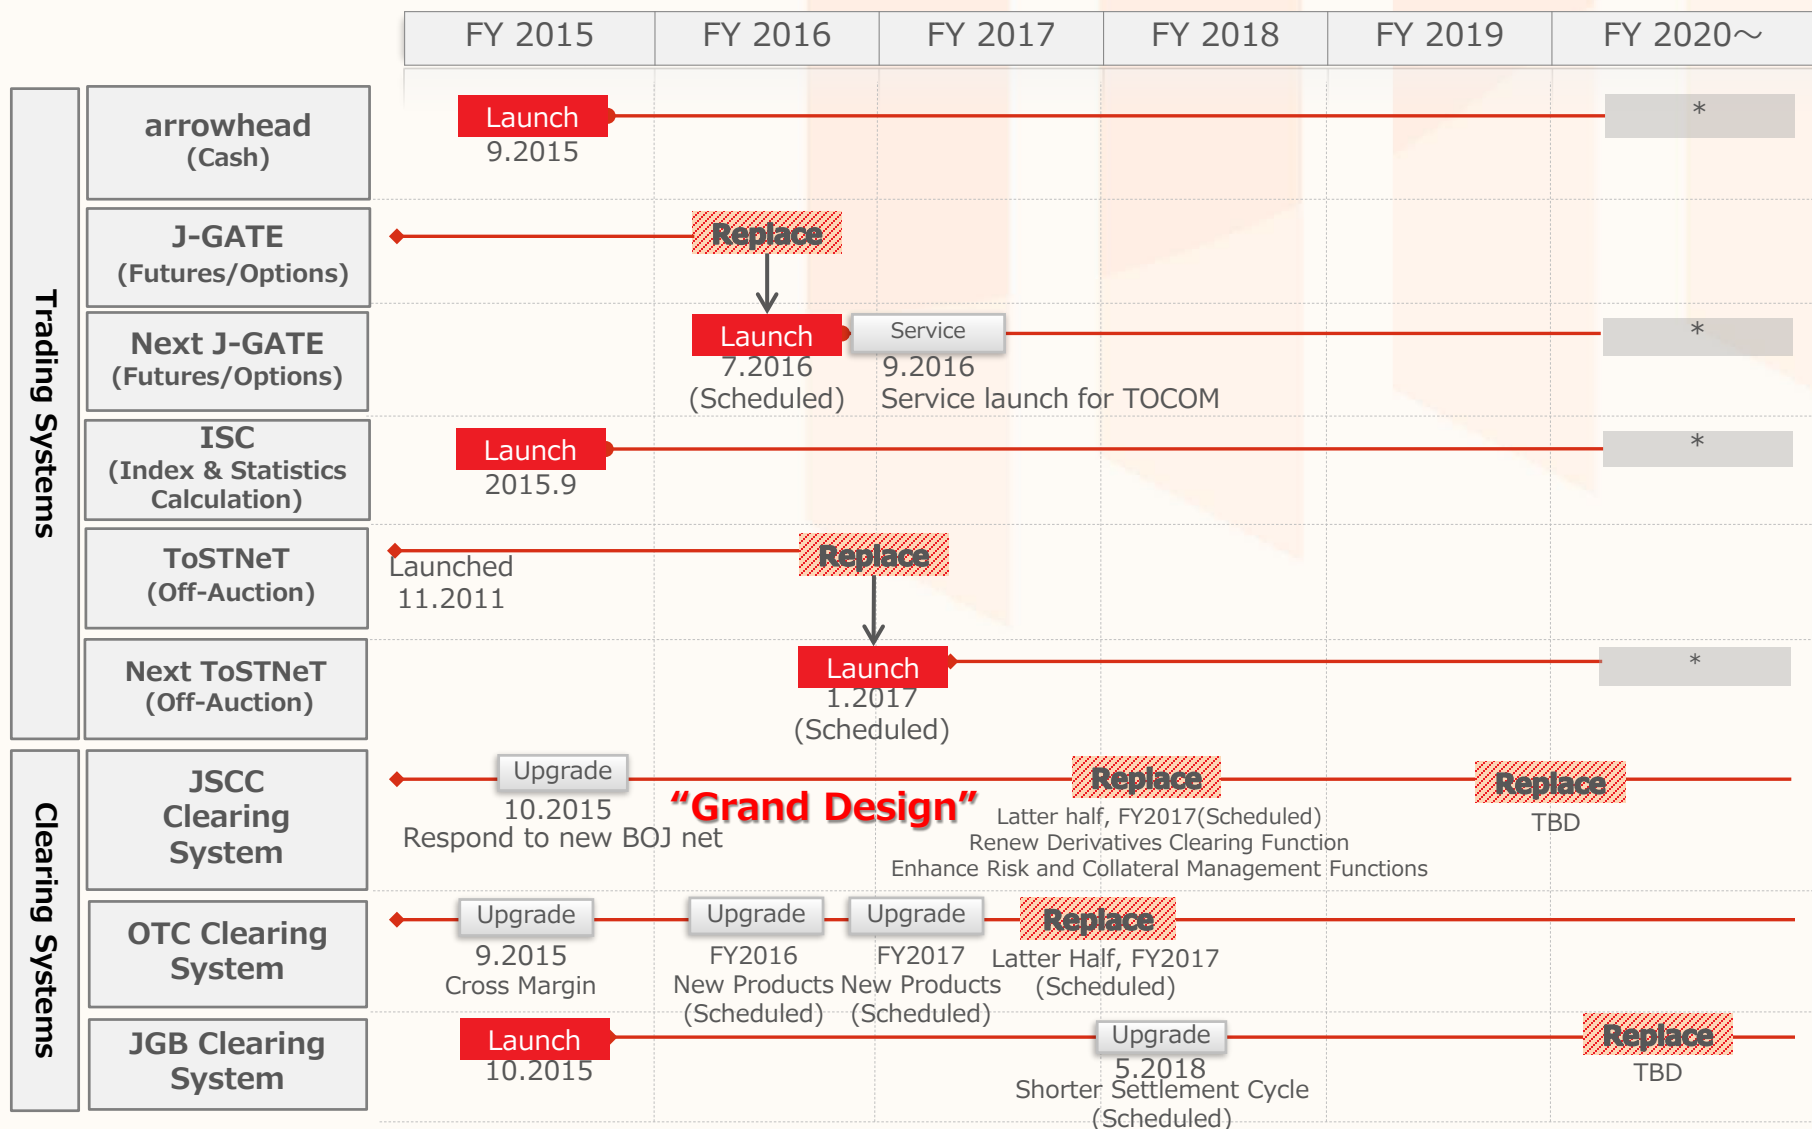 FY 2015
FY 2016
FY 2017
FY 2018
FY 2019
FY 2020～
Trading Systems
arrowhead
(Cash)
Launch
9.2015
*
J-GATE
(Futures/Options)
Replace
Next J-GATE
(Futures/Options)
Launch
7.2016
(Scheduled)
Service
9.2016
Service launch for TOCOM
*
ISC
(Index & Statistics
Calculation)
Launch
2015.9
*
ToSTNeT
(Off-Auction)
Launched
11.2011
Replace
Next ToSTNeT
(Off-Auction)
Launch
1.2017
(Scheduled)
*
Clearing Systems
JSCC
Clearing
System
Upgrade
10.2015
Respond to new BOJ net
“Grand Design”
Replace
Latter half, FY2017(Scheduled)
Renew Derivatives Clearing Function
Enhance Risk and Collateral Management Functions
Replace
TBD
OTC Clearing
System
Upgrade
9.2015
Cross Margin
Upgrade
FY2016
New Products
(Scheduled)
Upgrade
FY2017
New Products
(Scheduled)
Replace
Latter Half, FY2017
(Scheduled)
JGB Clearing
System
Launch
10.2015
Upgrade
5.2018
Shorter Settlement Cycle
(Scheduled)
Replace
TBD